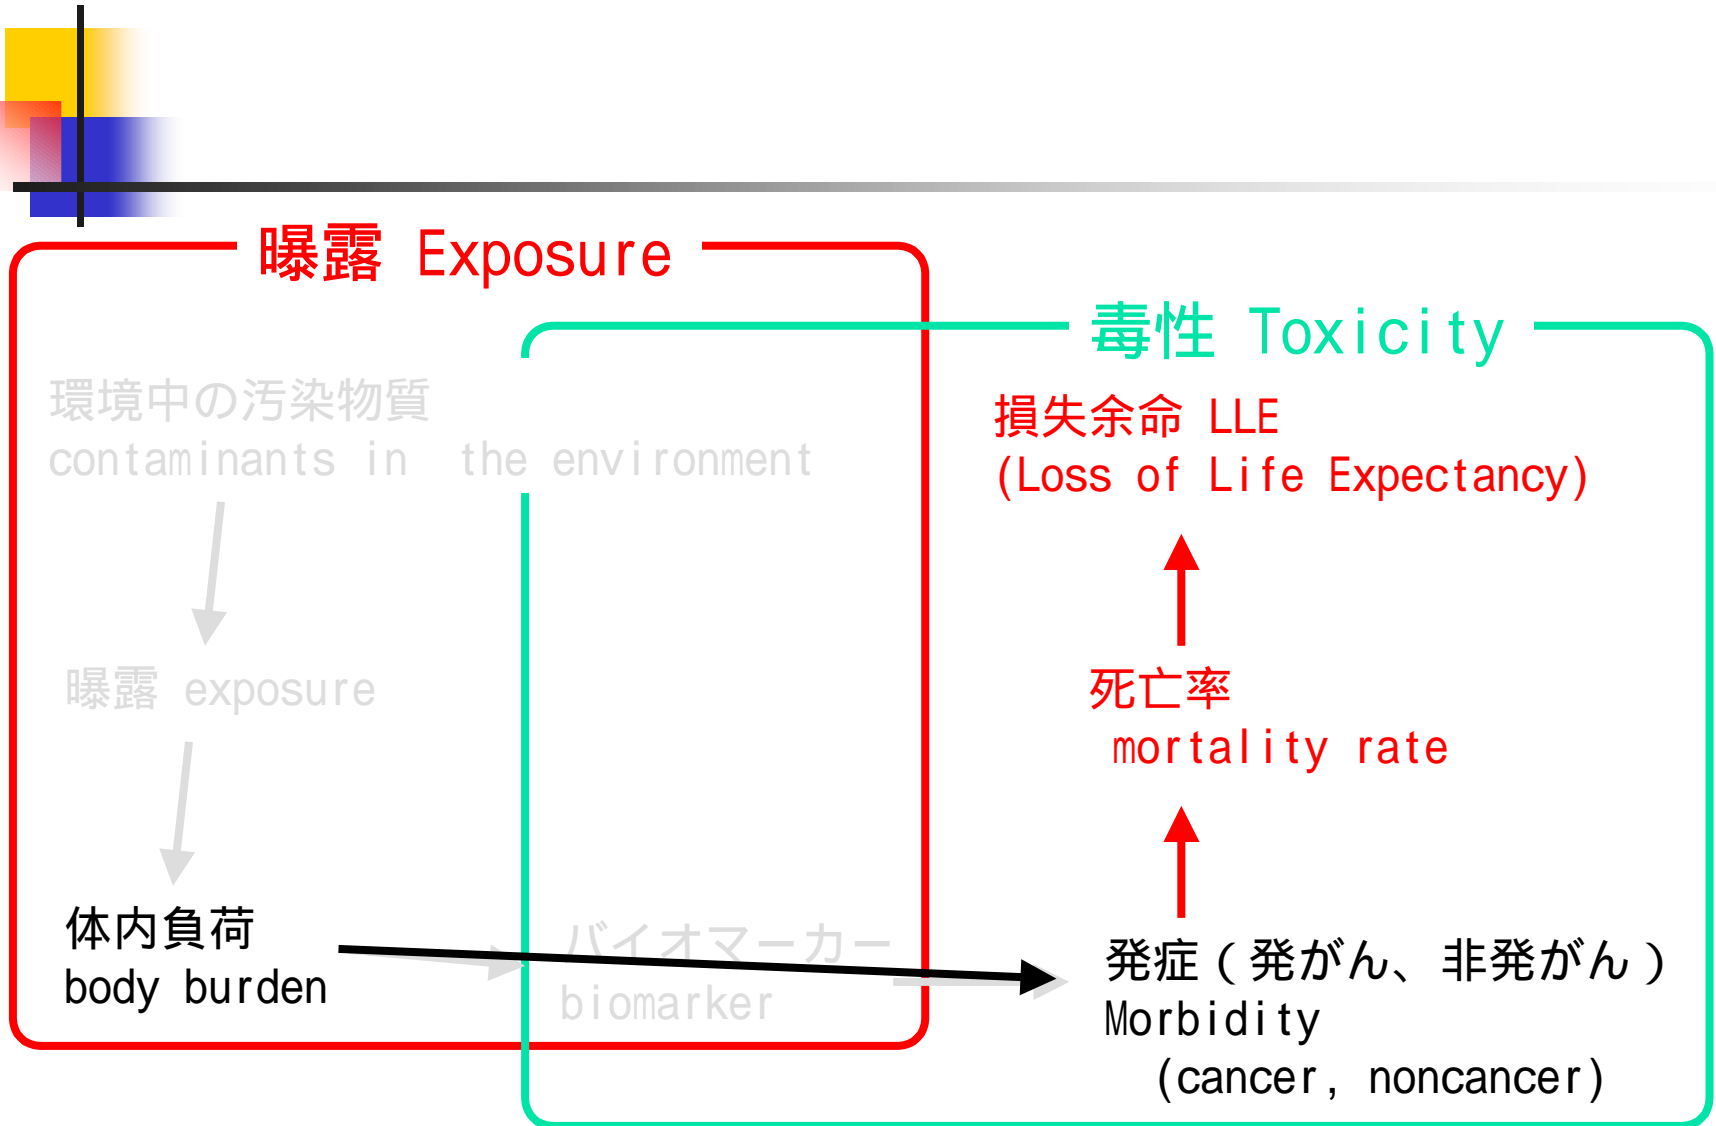 曝露 Exposure
毒性 Toxicity
環境中の汚染物質
contaminants in the environment
曝露 exposure
体内負荷
body burden
バイオマーカー
biomarker
損失余命 LLE
(Loss of Life Expectancy)
死亡率
mortality rate
発症(発がん、非発がん)
Morbidity
(cancer, noncancer)